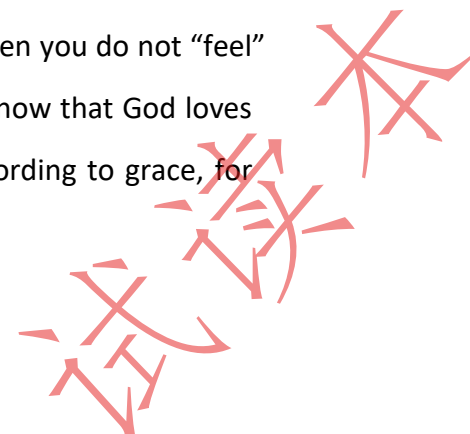 en you do not “feel”
now that God loves
ording to grace, for
试读本